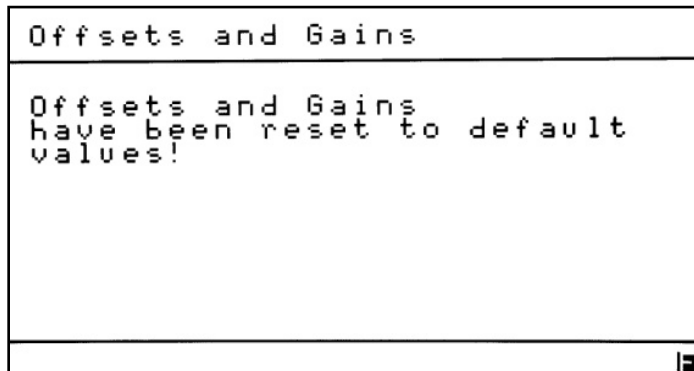 Offsets and Gains
Offsets and Gains
have been reset to default
values!